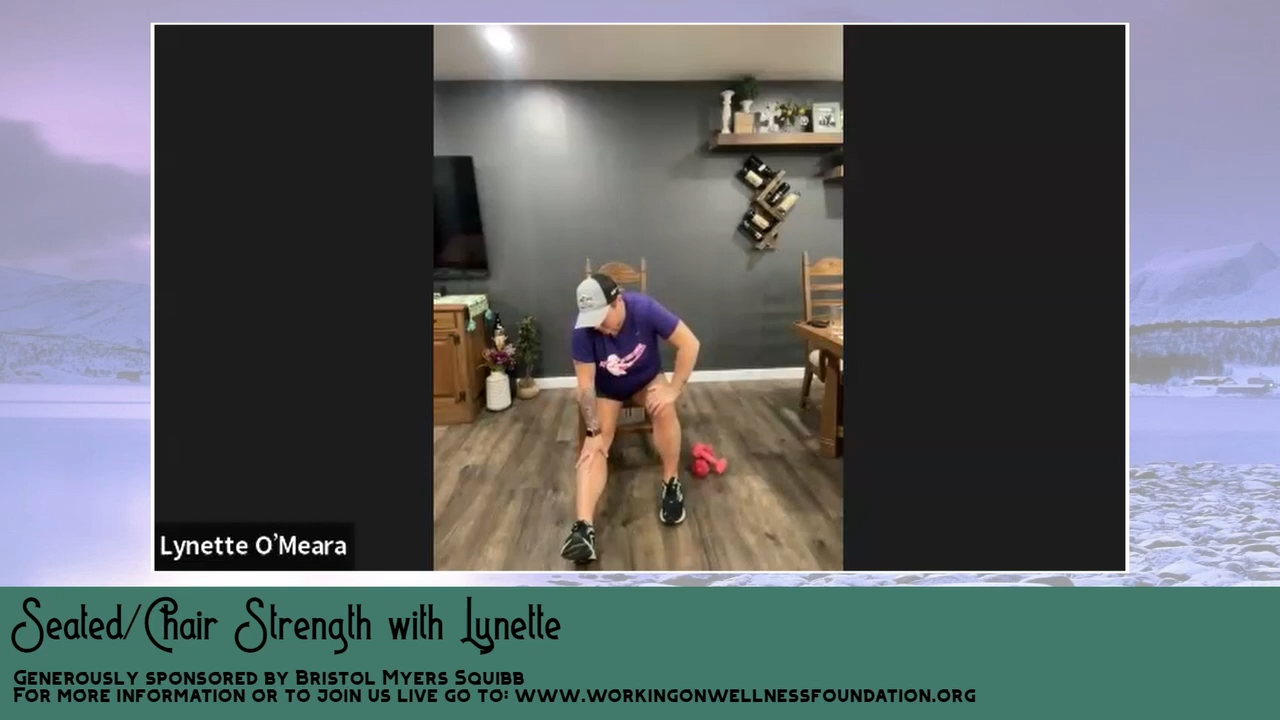 Lynette O'Meara
Seated/Chair Strength with Lynette
Generously sponsored by Bristol Myers Squibb
For more information or to join us live go to: www.workingonwellnessfoundation.org